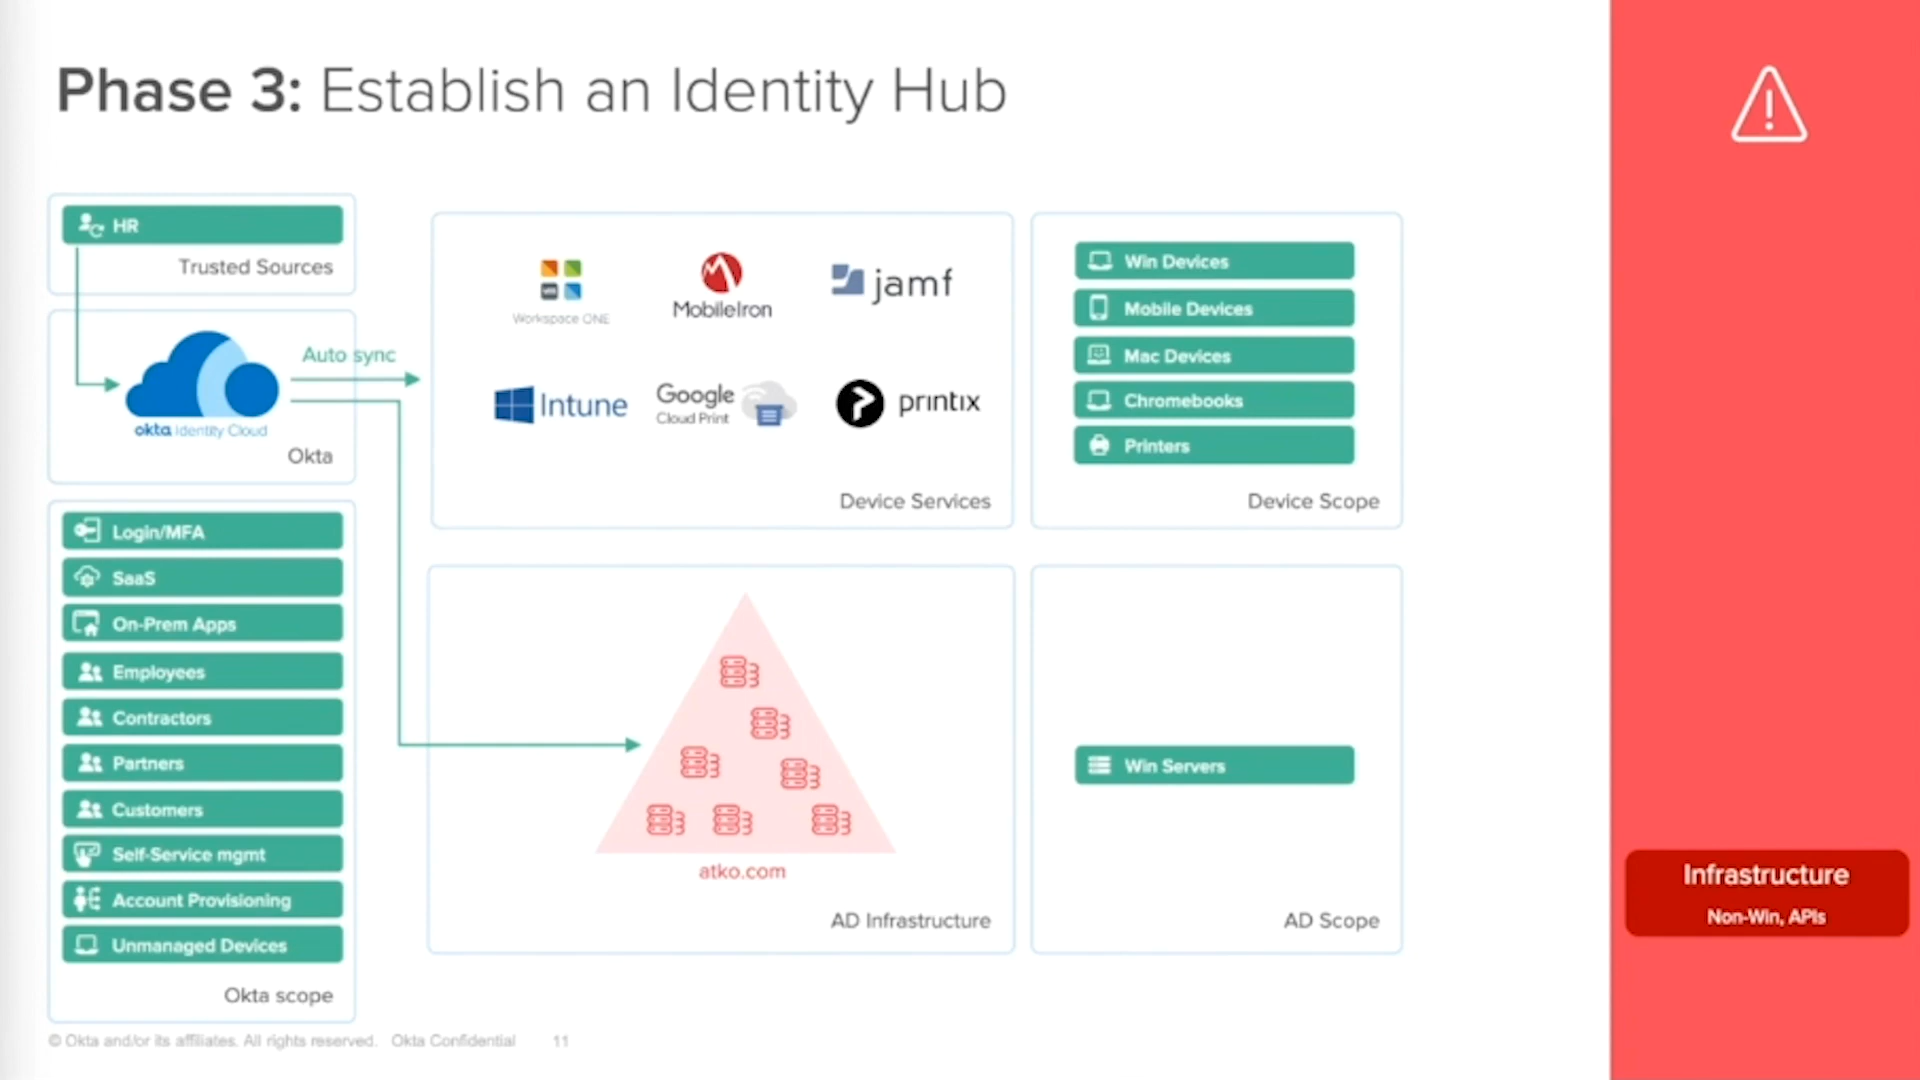 Phase 3: Establish an Identity Hub
HR
Trusted Sources
okta Identity Cloud
Okta
Auto sync
Login/MFA
SaaS
On-Prem Apps
Employees
Contractors
Partners
Customers
Self-Service mgmt
Account Provisioning
Unmanaged Devices
Okta scope
Workspace ONE
MobileIron
jamf
Intune
Google
Cloud Print
printix
Device Services
Win Devices
Mobile Devices
Mac Devices
Chromebooks
Printers
Device Scope
atko.com
AD Infrastructure
Win Servers
AD Scope
Infrastructure
Non-Win, APIs
© Okta and/or its affiliates. All rights reserved. Okta Confidential 11